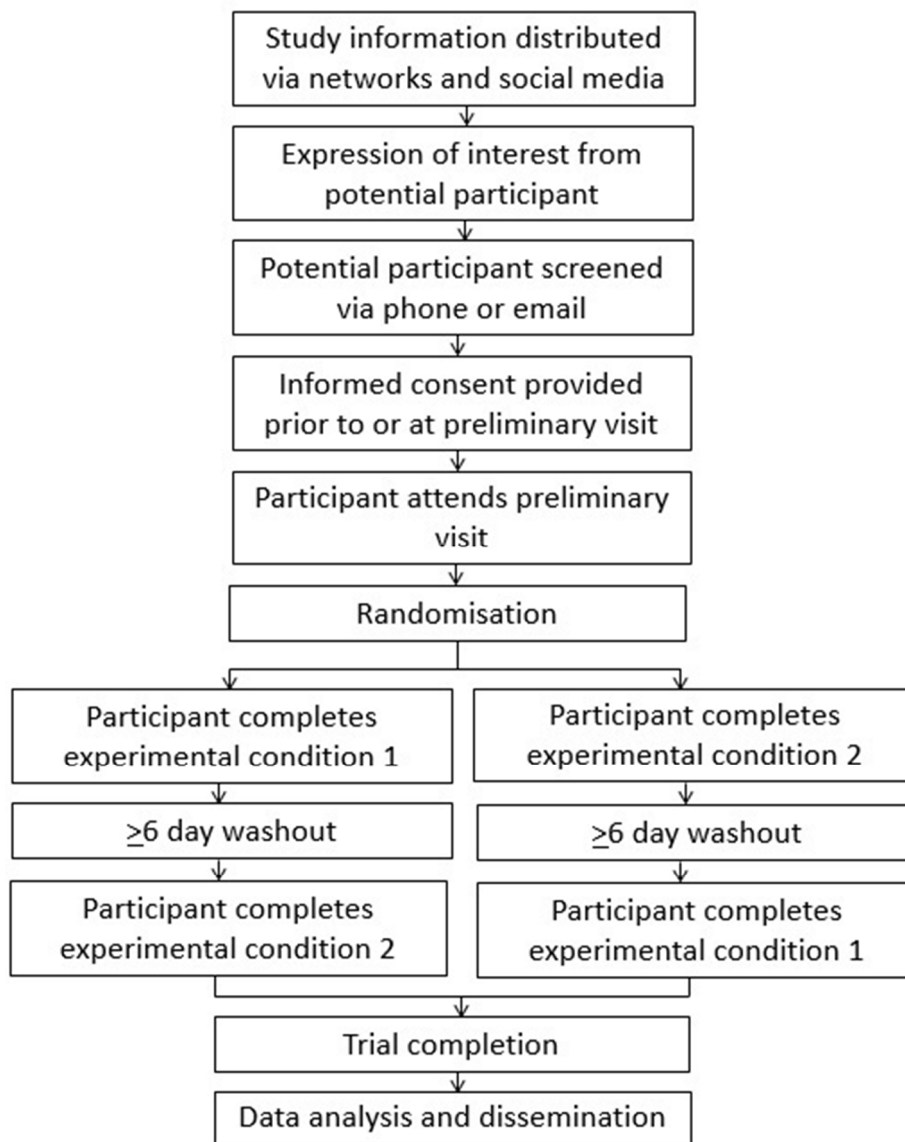 Study information distributed
via networks and social media
Expression of interest from
potential participant
Potential participant screened
via phone or email
Informed consent provided
prior to or at preliminary visit
Participant attends preliminary
visit
Randomisation
Participant completes
experimental condition 1
≥6 day washout
Participant completes
experimental condition 2
Participant completes
experimental condition 2
≥6 day washout
Participant completes
experimental condition 1
Trial completion
Data analysis and dissemination